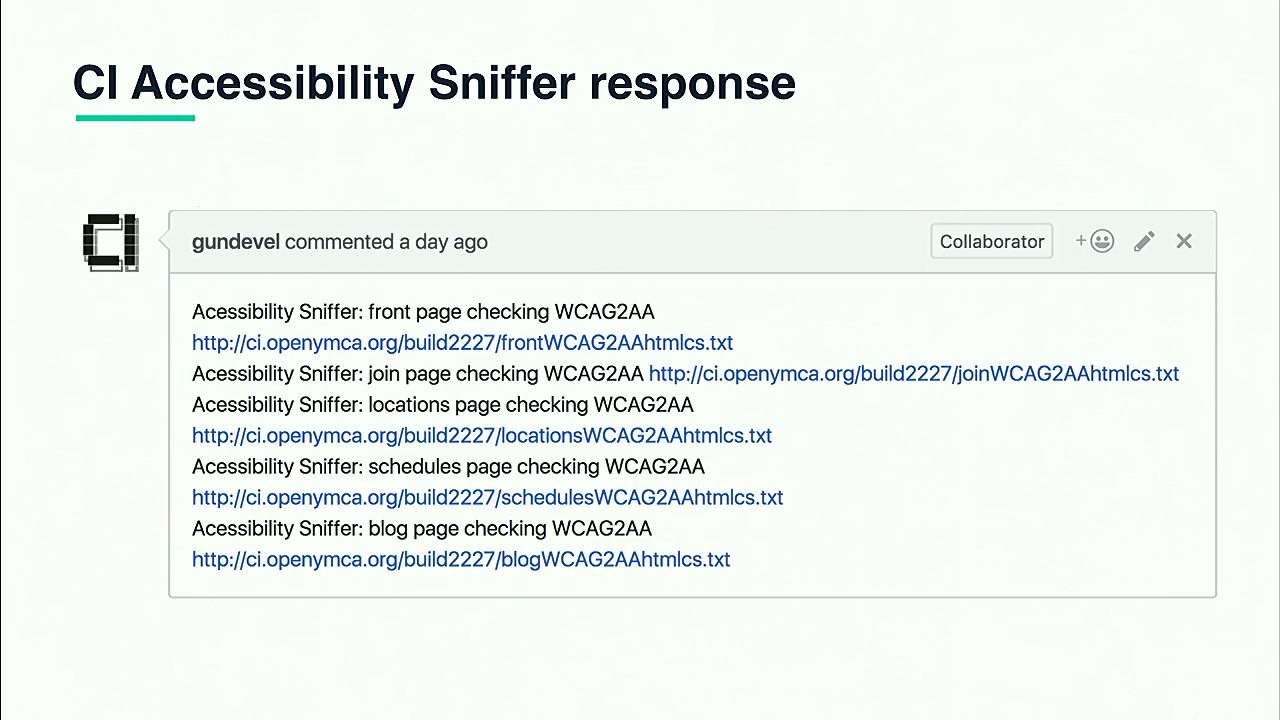 CI Accessibility Sniffer response
CI
gundevel commented a day ago
Collaborator
Acessibility Sniffer: front page checking WCAG2AA
http://ci.openymca.org/build2227/frontWCAG2AAhtmlcs.txt
Acessibility Sniffer: join page checking WCAG2AA http://ci.openymca.org/build2227/joinWCAG2AAhtmlcs.txt
Acessibility Sniffer: locations page checking WCAG2AA
http://ci.openymca.org/build2227/locationsWCAG2AAhtmlcs.txt
Acessibility Sniffer: schedules page checking WCAG2AA
http://ci.openymca.org/build2227/schedulesWCAG2AAhtmlcs.txt
Acessibility Sniffer: blog page checking WCAG2AA
http://ci.openymca.org/build2227/blogWCAG2AAhtmlcs.txt